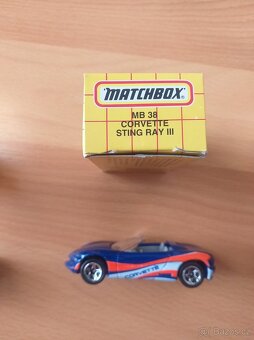 MATCHBOX
MB 38
CORVETTE
STING RAY III
CORVETTE